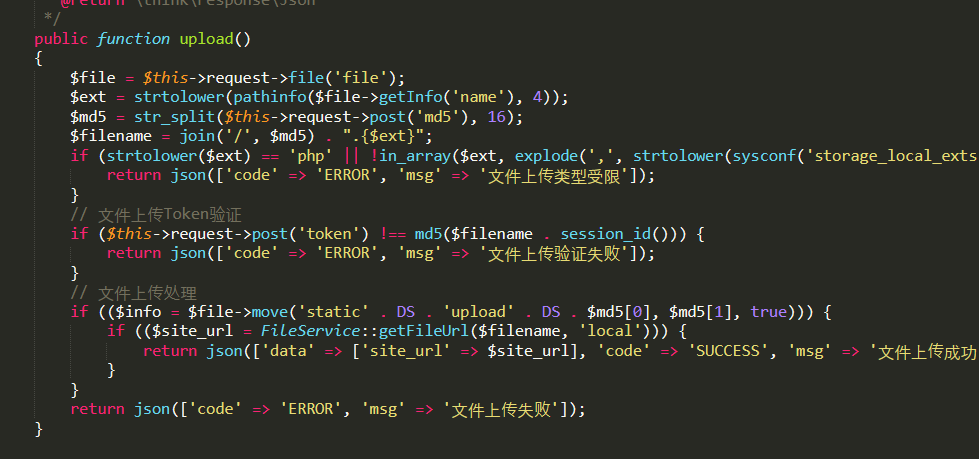 @return \think\response\Json
*/
public function upload()
{
$file = $this->request->file('file');
$ext = strtolower(pathinfo($file->getInfo('name'), 4));
$md5 = str_split($this->request->post('md5'), 16);
$filename = join('/', $md5) . ".{$ext}";
if (strtolower($ext) == 'php' || !in_array($ext, explode(',', strtolower(sysconf('storage_local_exts
return json(['code' => 'ERROR', 'msg' => '文件上传类型受限']);
}
// 文件上传Token验证
if ($this->request->post('token') !== md5($filename . session_id())) {
return json(['code' => 'ERROR', 'msg' => '文件上传验证失败']);
}
// 文件上传处理
if (($info = $file->move('static' . DS . 'upload' . DS . $md5[0], $md5[1], true))) {
if (($site_url = FileService::getFileUrl($filename, 'local'))) {
return json(['data' => ['site_url' => $site_url], 'code' => 'SUCCESS', 'msg' => '文件上传成功
}
}
return json(['code' => 'ERROR', 'msg' => '文件上传失败']);
}